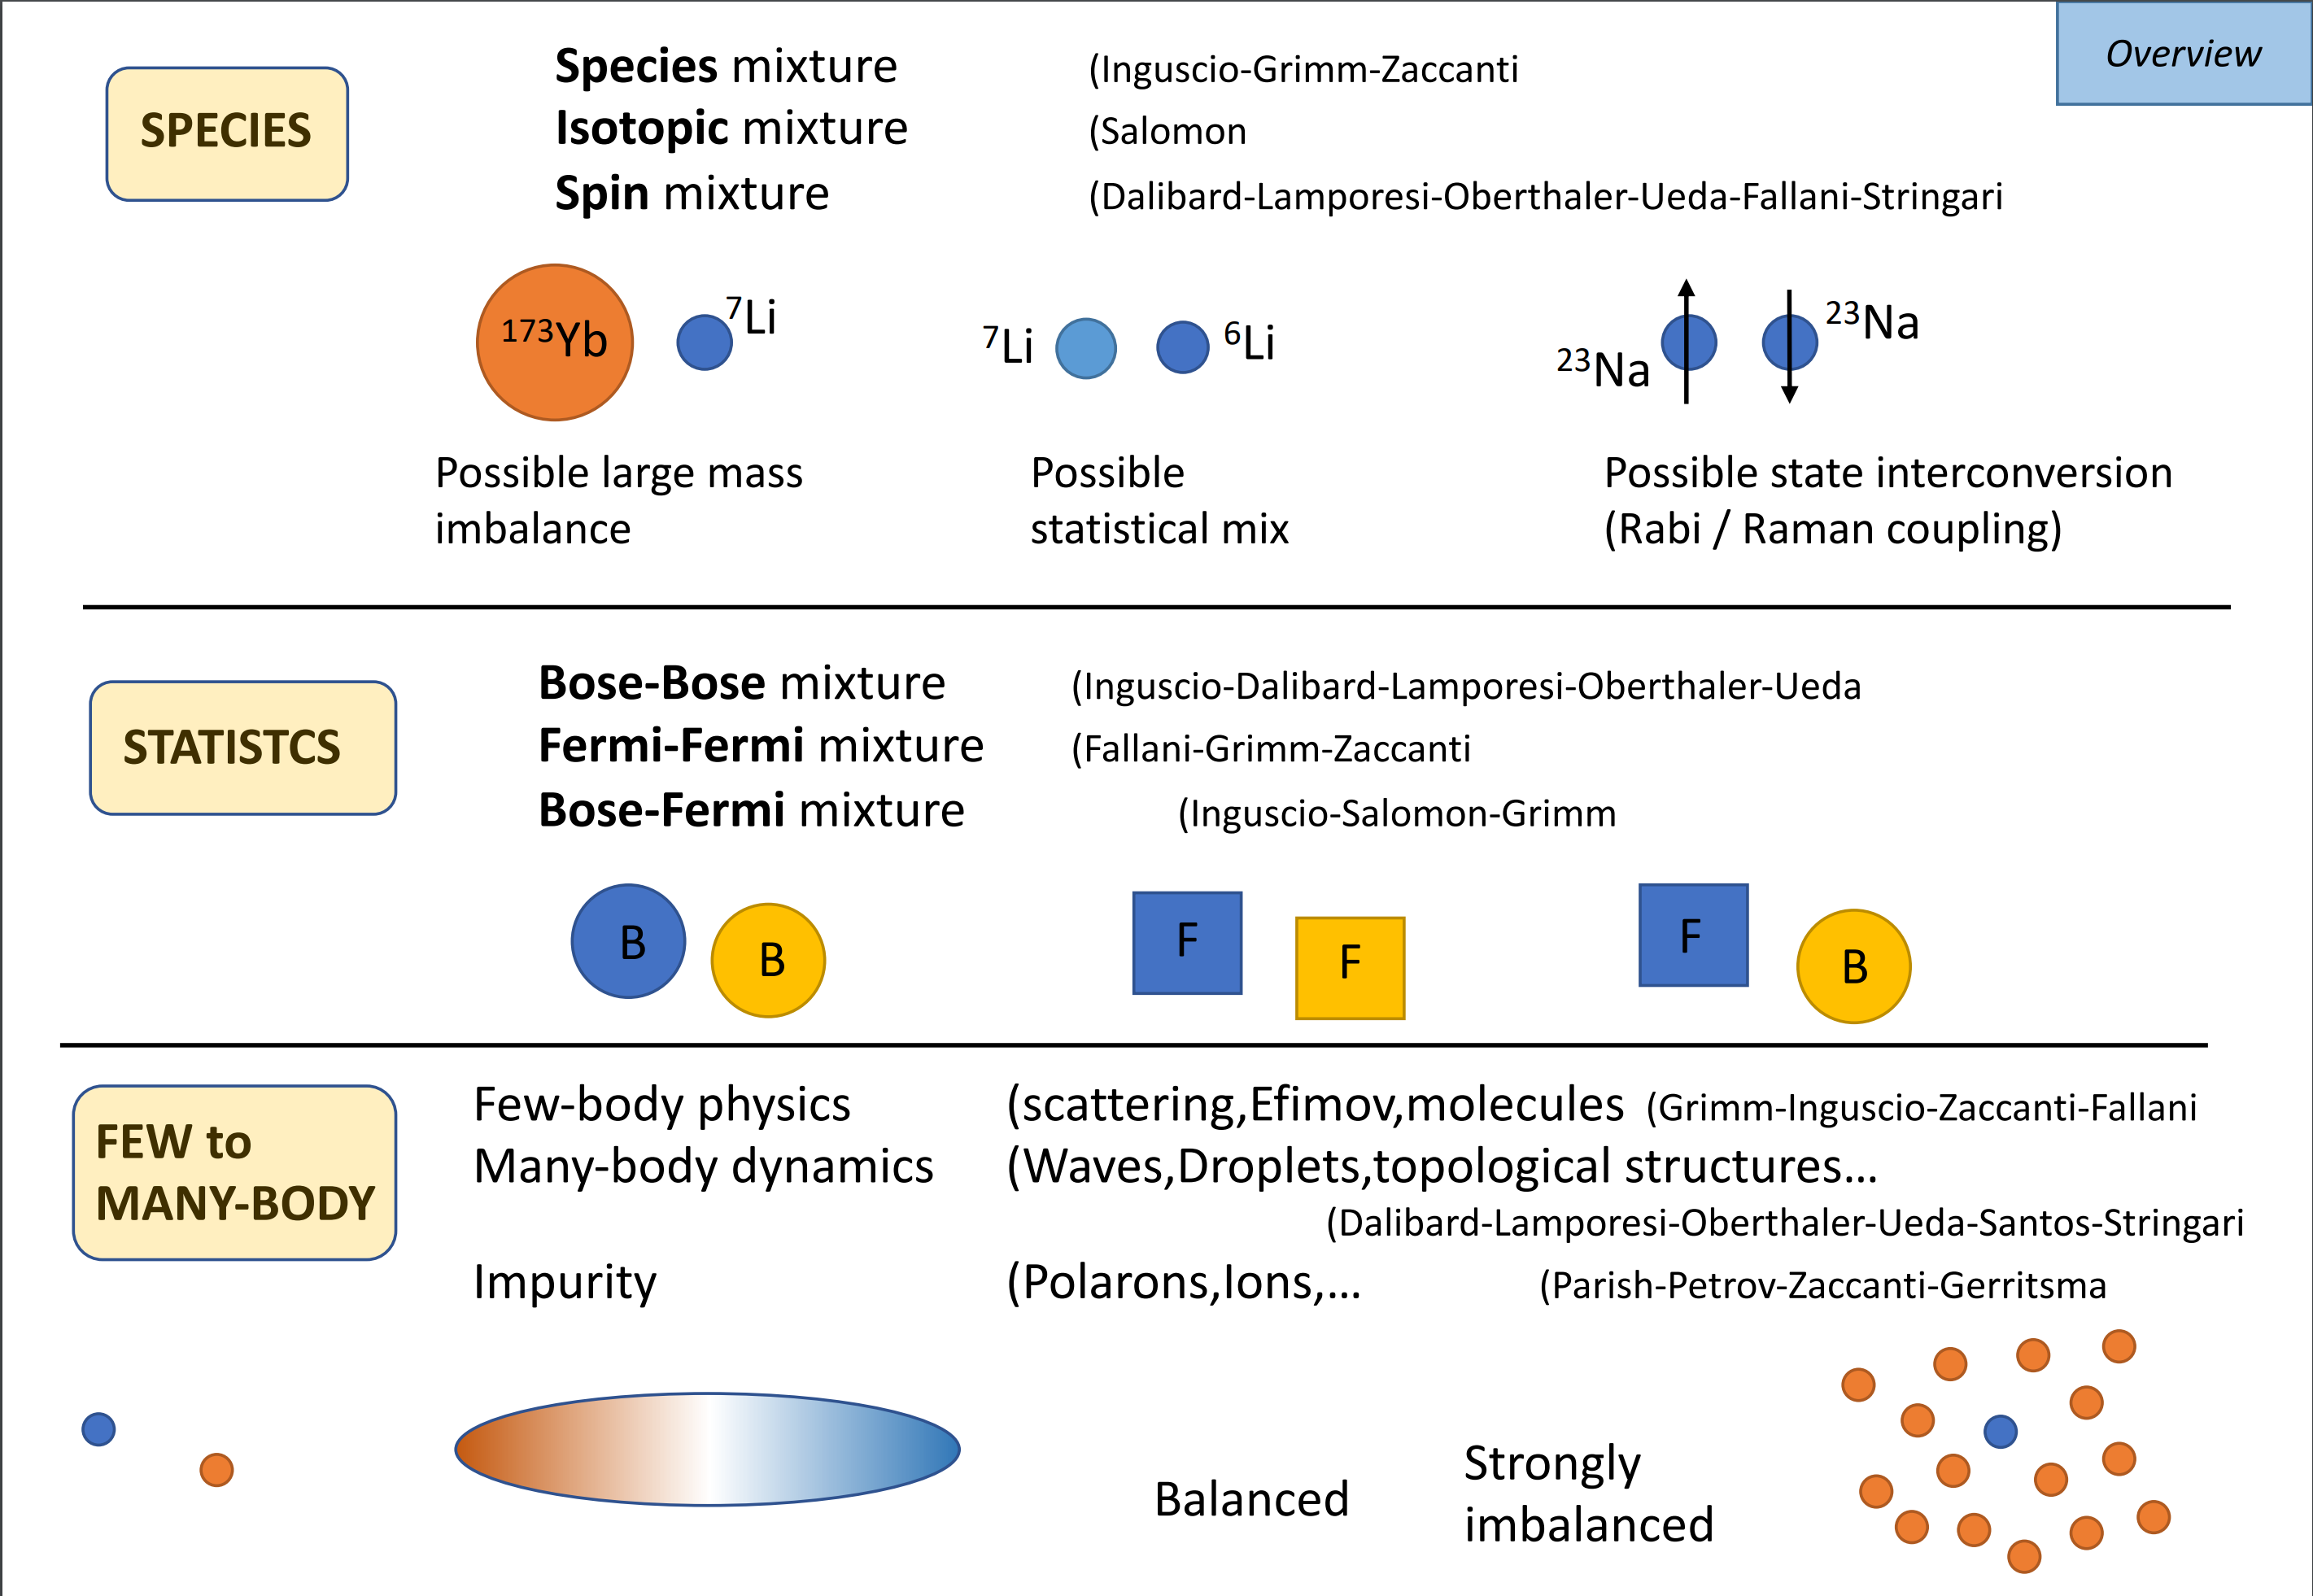 Overview
SPECIES
Species mixture (Inguscio-Grimm-Zaccanti
Isotopic mixture (Salomon
Spin mixture (Dalibard-Lamporesi-Oberthaler-Ueda-Fallani-Stringari
¹⁷³Yb ⁷Li
⁷Li ⁶Li
²³Na ²³Na
Possible large mass
imbalance
Possible
statistical mix
Possible state interconversion
(Rabi / Raman coupling)
STATISTCS
Bose-Bose mixture (Inguscio-Dalibard-Lamporesi-Oberthaler-Ueda
Fermi-Fermi mixture (Fallani-Grimm-Zaccanti
Bose-Fermi mixture (Inguscio-Salomon-Grimm
B B F F F B
FEW to
MANY-BODY
Few-body physics (scattering,Efimov,molecules (Grimm-Inguscio-Zaccanti-Fallani
Many-body dynamics (Waves,Droplets,topological structures...
(Dalibard-Lamporesi-Oberthaler-Ueda-Santos-Stringari
Impurity (Polarons,Ions,... (Parish-Petrov-Zaccanti-Gerritsma
Balanced
Strongly
imbalanced